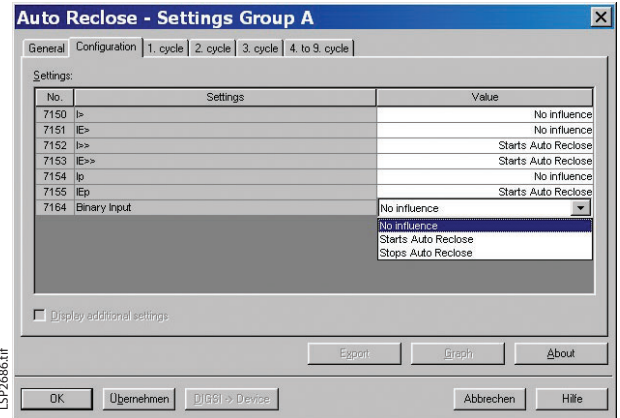 Auto Reclose - Settings Group A
General Configuration 1. cycle 2. cycle 3. cycle 4. to 9. cycle
Settings:
No. Settings Value
7150 I> No influence
7151 IE> No influence
7152 I>> Starts Auto Reclose
7153 IE>> Starts Auto Reclose
7154 Ip No influence
7155 IEp Starts Auto Reclose
7164 Binary Input No influence
No influence
Starts Auto Reclose
Stops Auto Reclose
Display additional settings
Export Graph About
OK Übernehmen DIGSI -> Device Abbrechen Hilfe
LSP2686.tif